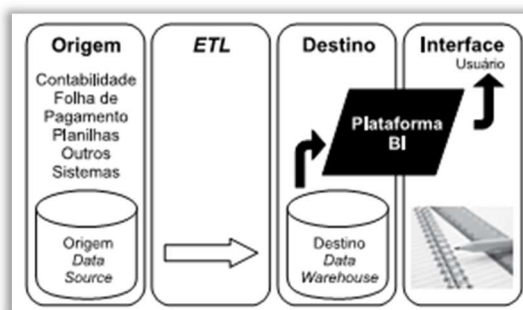 Origem
Contabilidade
Folha de
Pagamento
Planilhas
Outros
Sistemas
Origem
Data
Source
ETL
Destino
Plataforma
BI
Destino
Data
Warehouse
Interface
Usuário